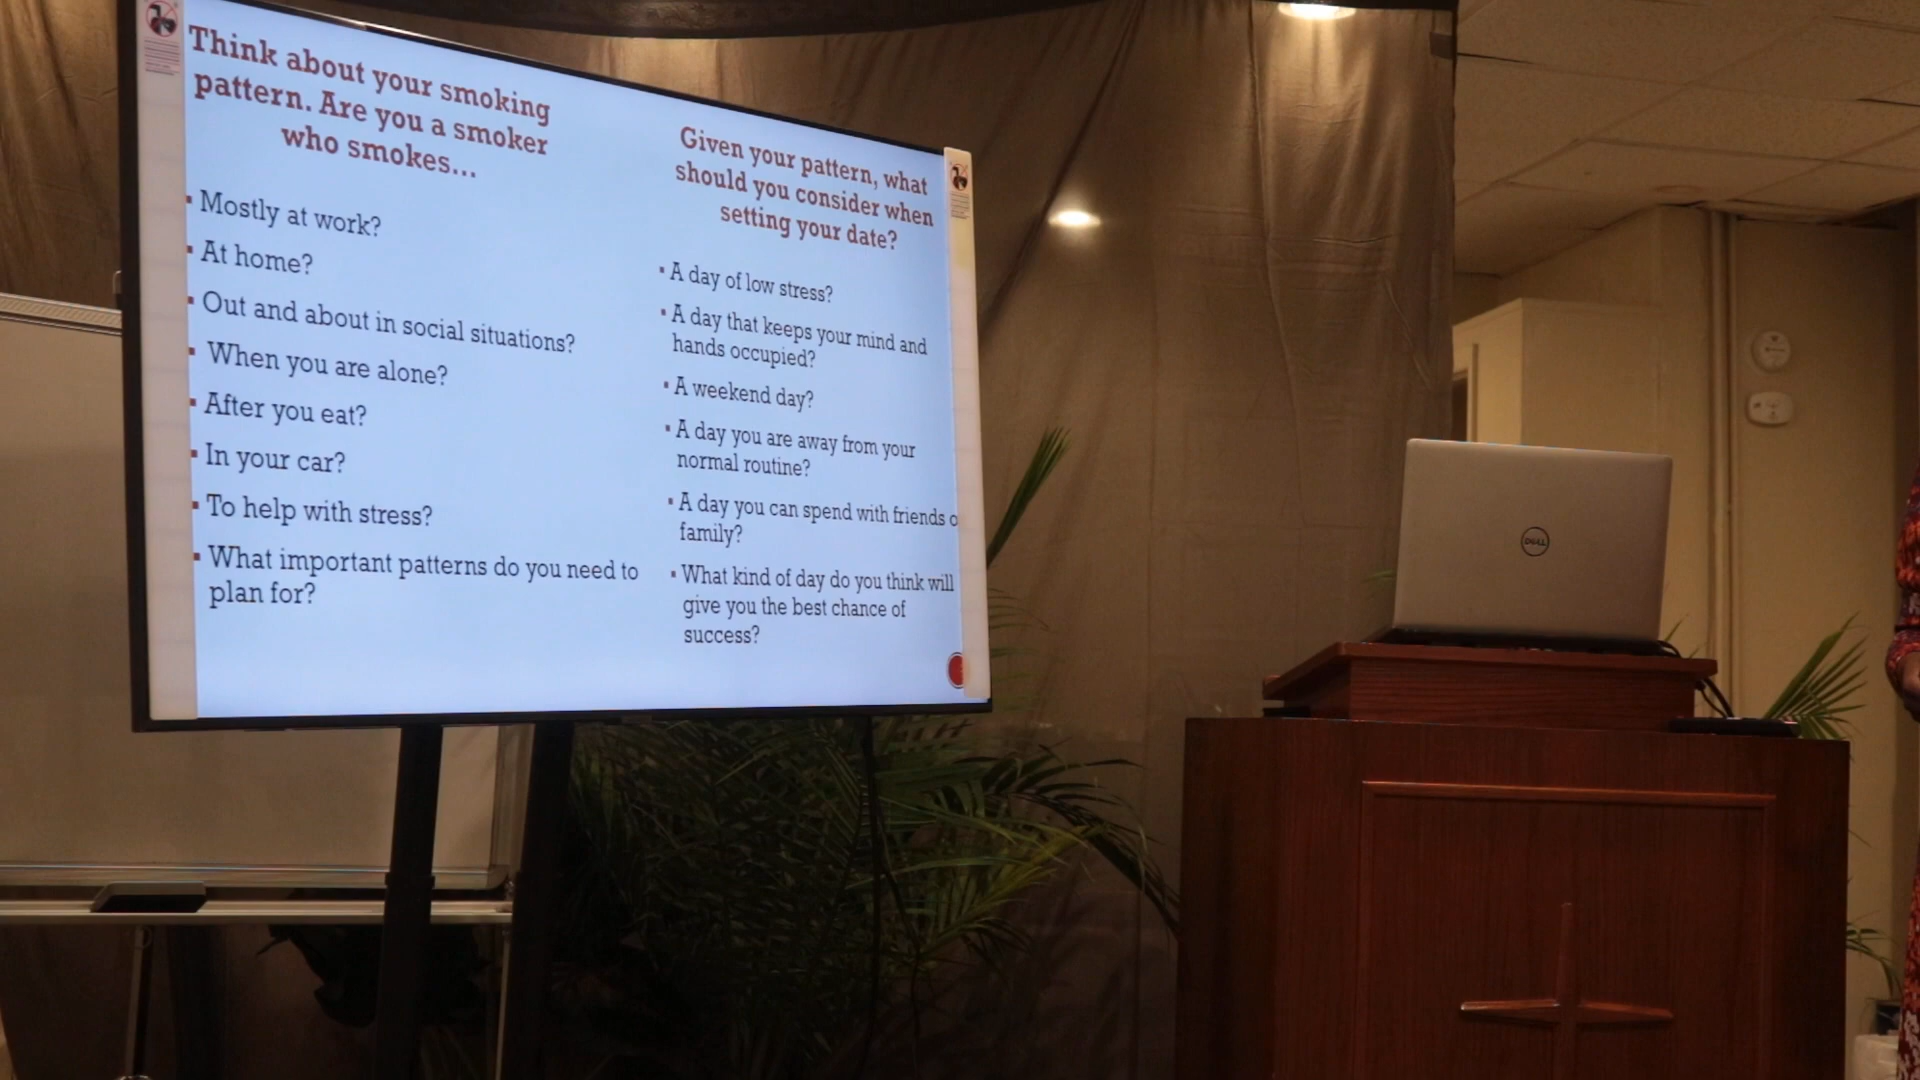 Think about your smoking
pattern. Are you a smoker
who smokes...
Mostly at work?
At home?
Out and about in social situations?
When you are alone?
After you eat?
In your car?
To help with stress?
What important patterns do you need to
plan for?
Given your pattern, what
should you consider when
setting your date?
A day of low stress?
A day that keeps your mind and
hands occupied?
A weekend day?
A day you are away from your
normal routine?
A day you can spend with friends o
family?
What kind of day do you think will
give you the best chance of
success?
DELL